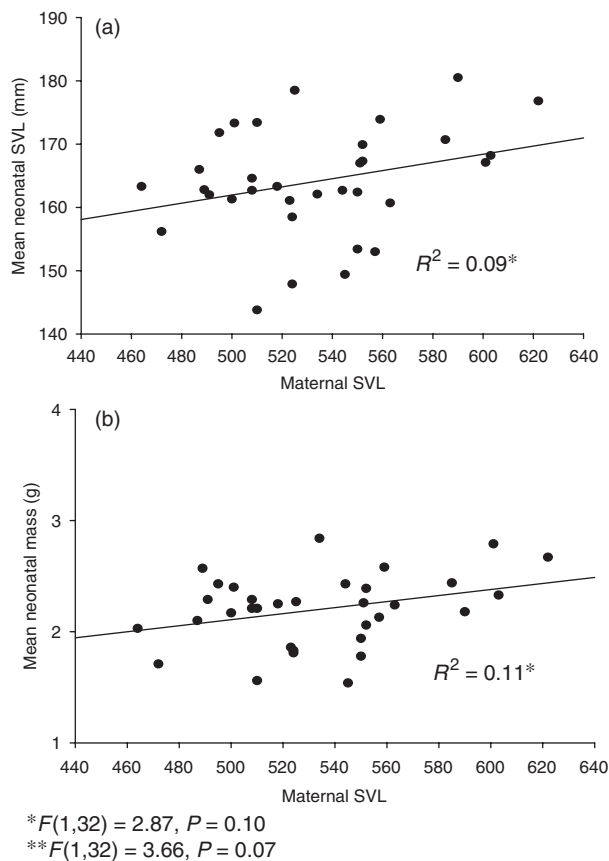 (a)
190
180
170
160
150
140
Mean neonatal SVL (mm)
R² = 0.09*
440 460 480 500 520 540 560 580 600 620 640
Maternal SVL
(b)
4
3
2
1
Mean neonatal mass (g)
R² = 0.11*
440 460 480 500 520 540 560 580 600 620 640
Maternal SVL
*F(1,32) = 2.87, P = 0.10
**F(1,32) = 3.66, P = 0.07